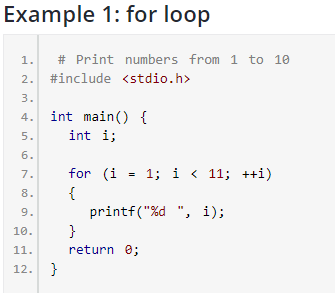 Example 1: for loop
1. # Print numbers from 1 to 10
2. #include <stdio.h>
3.
4. int main() {
5.   int i;
6.
7.   for (i = 1; i < 11; ++i)
8.   {
9.     printf("%d ", i);
10.   }
11.   return 0;
12. }